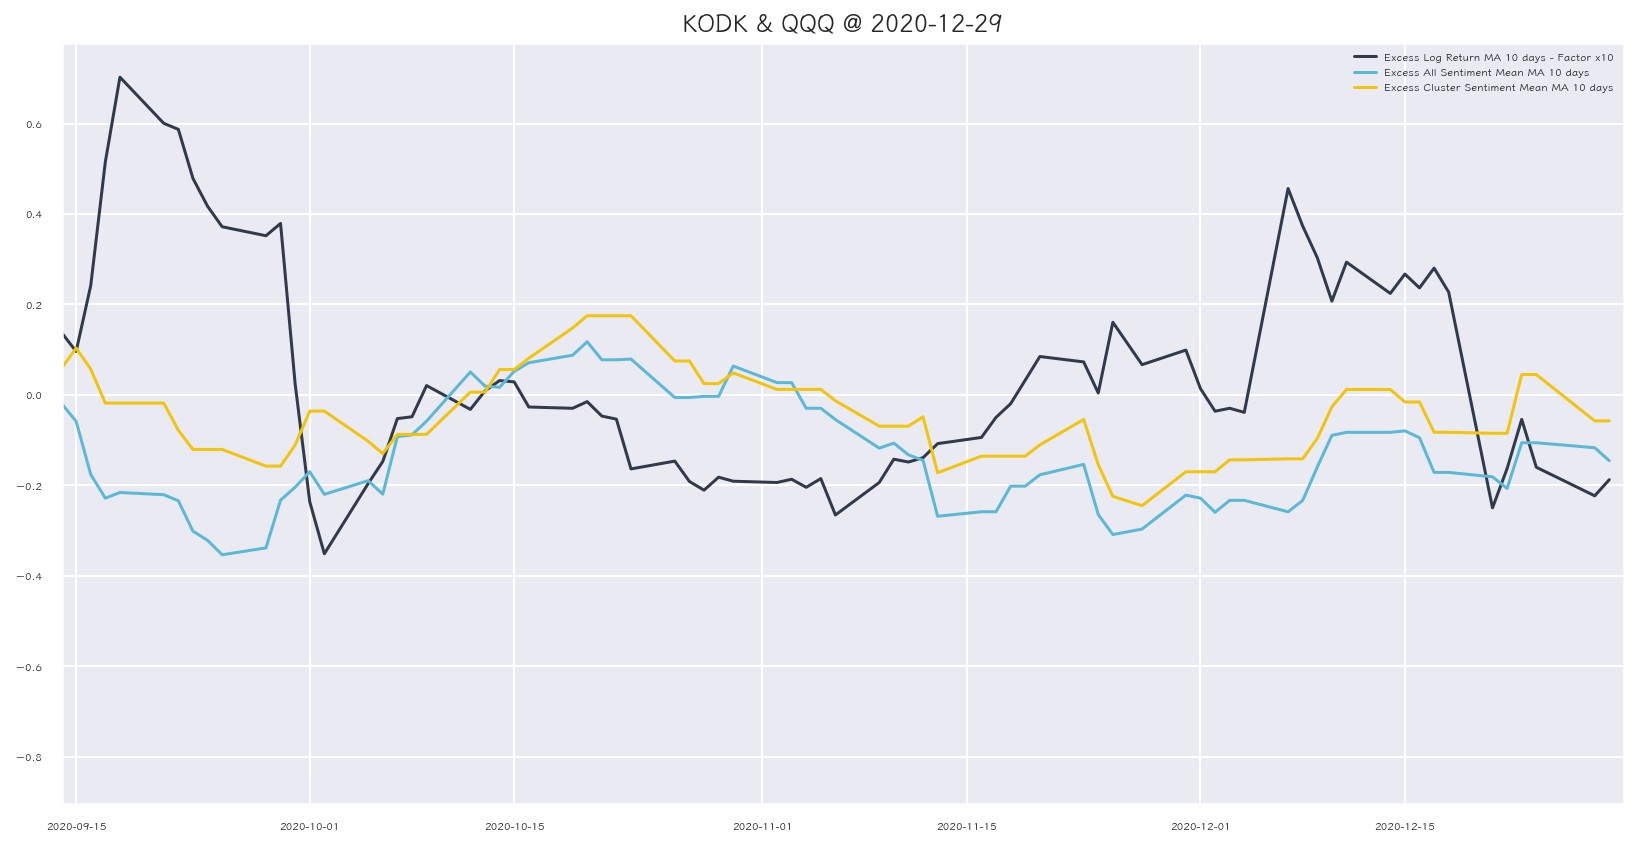 KODK & QQQ @ 2020-12-29
Excess Log Return MA 10 days - Factor x10
Excess All Sentiment Mean MA 10 days
Excess Cluster Sentiment Mean MA 10 days
0.6
0.4
0.2
0.0
−0.2
−0.4
−0.6
−0.8
2020-09-15 2020-10-01 2020-10-15 2020-11-01 2020-11-15 2020-12-01 2020-12-15